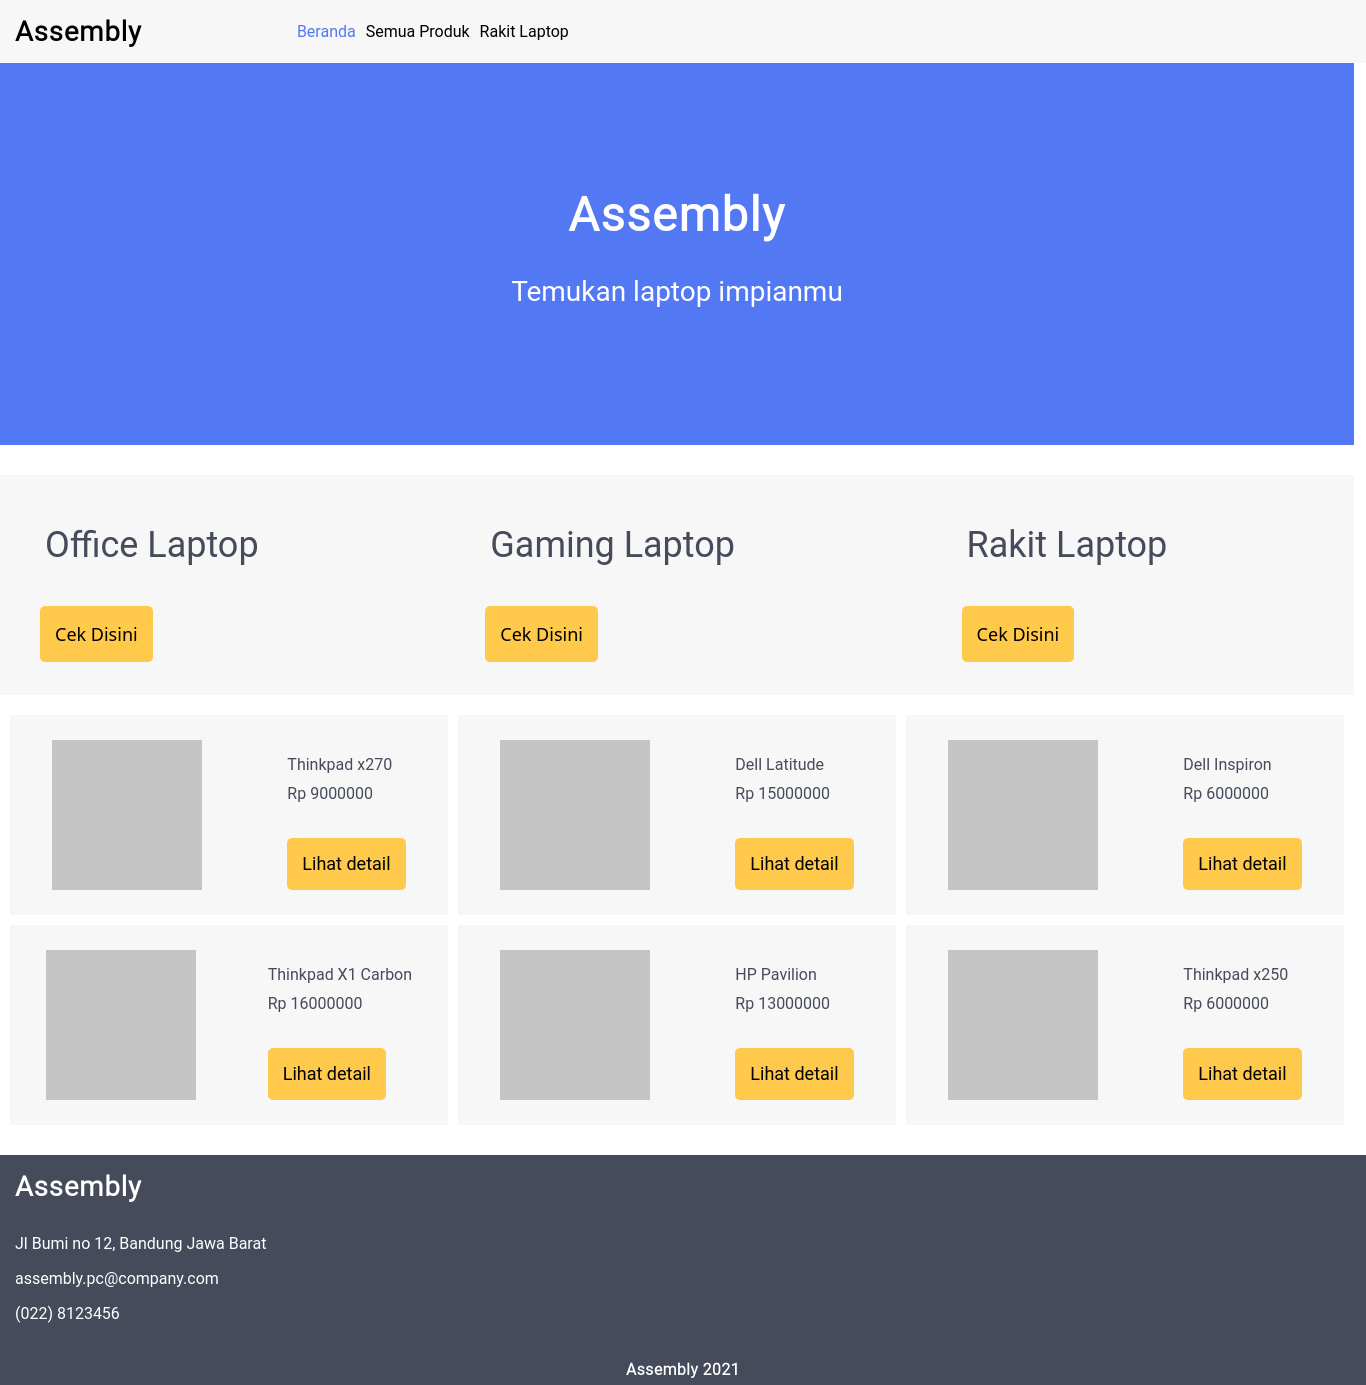 Assembly
Beranda Semua Produk Rakit Laptop
Assembly
Temukan laptop impianmu
Office Laptop
Cek Disini
Gaming Laptop
Cek Disini
Rakit Laptop
Cek Disini
Thinkpad x270
Rp 9000000
Lihat detail
Dell Latitude
Rp 15000000
Lihat detail
Dell Inspiron
Rp 6000000
Lihat detail
Thinkpad X1 Carbon
Rp 16000000
Lihat detail
HP Pavilion
Rp 13000000
Lihat detail
Thinkpad x250
Rp 6000000
Lihat detail
Assembly
Jl Bumi no 12, Bandung Jawa Barat
assembly.pc@company.com
(022) 8123456
Assembly 2021